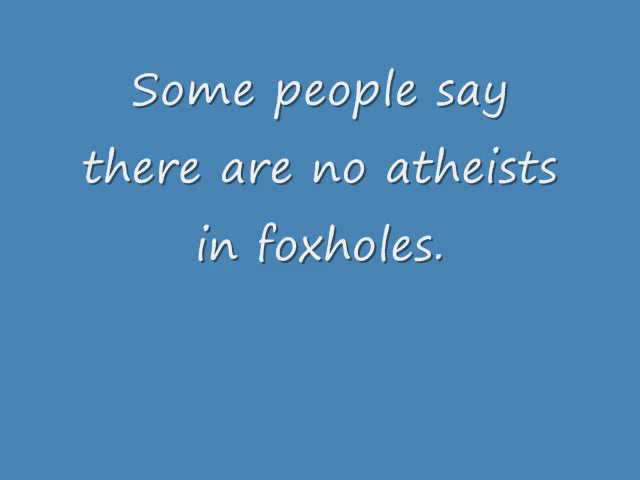 Some people say
there are no atheists
in foxholes.